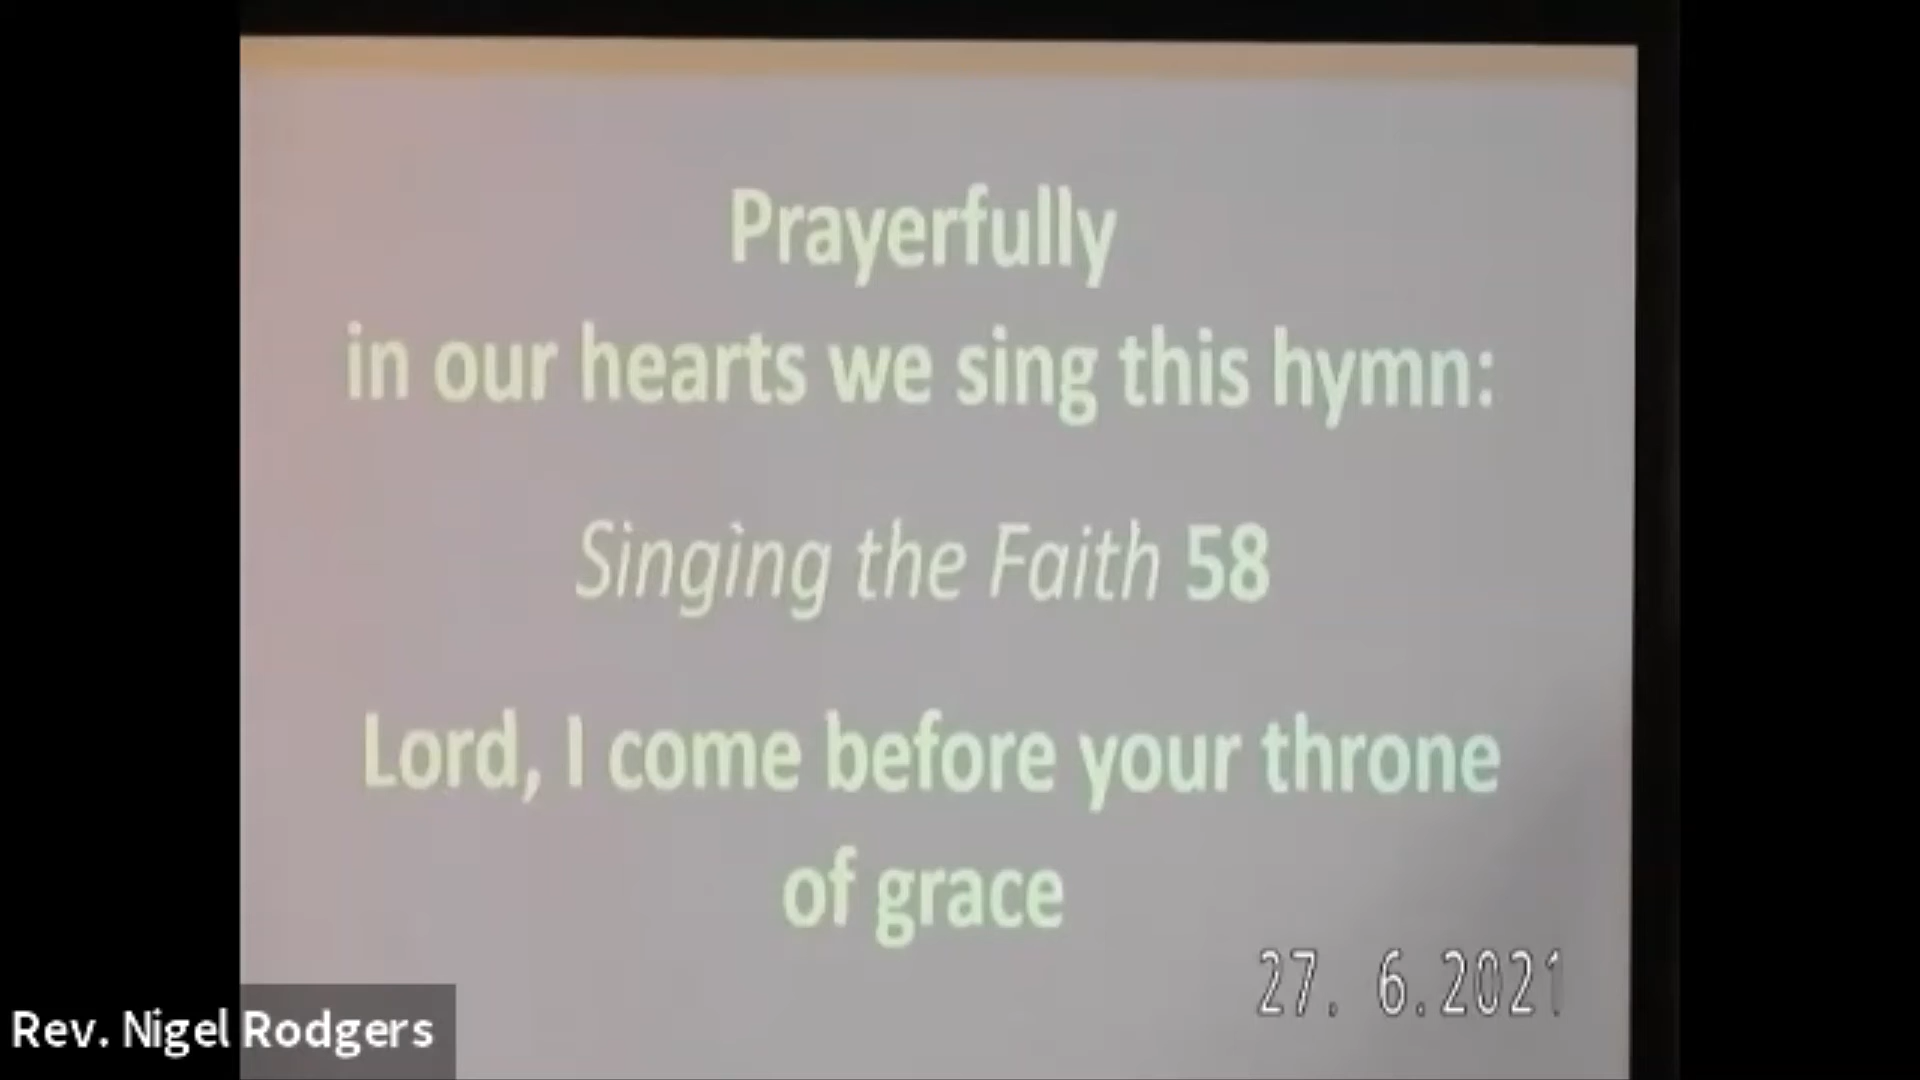 Prayerfully
in our hearts we sing this hymn:
Singing the Faith 58
Lord, I come before your throne
of grace
27. 6.2021
Rev. Nigel Rodgers